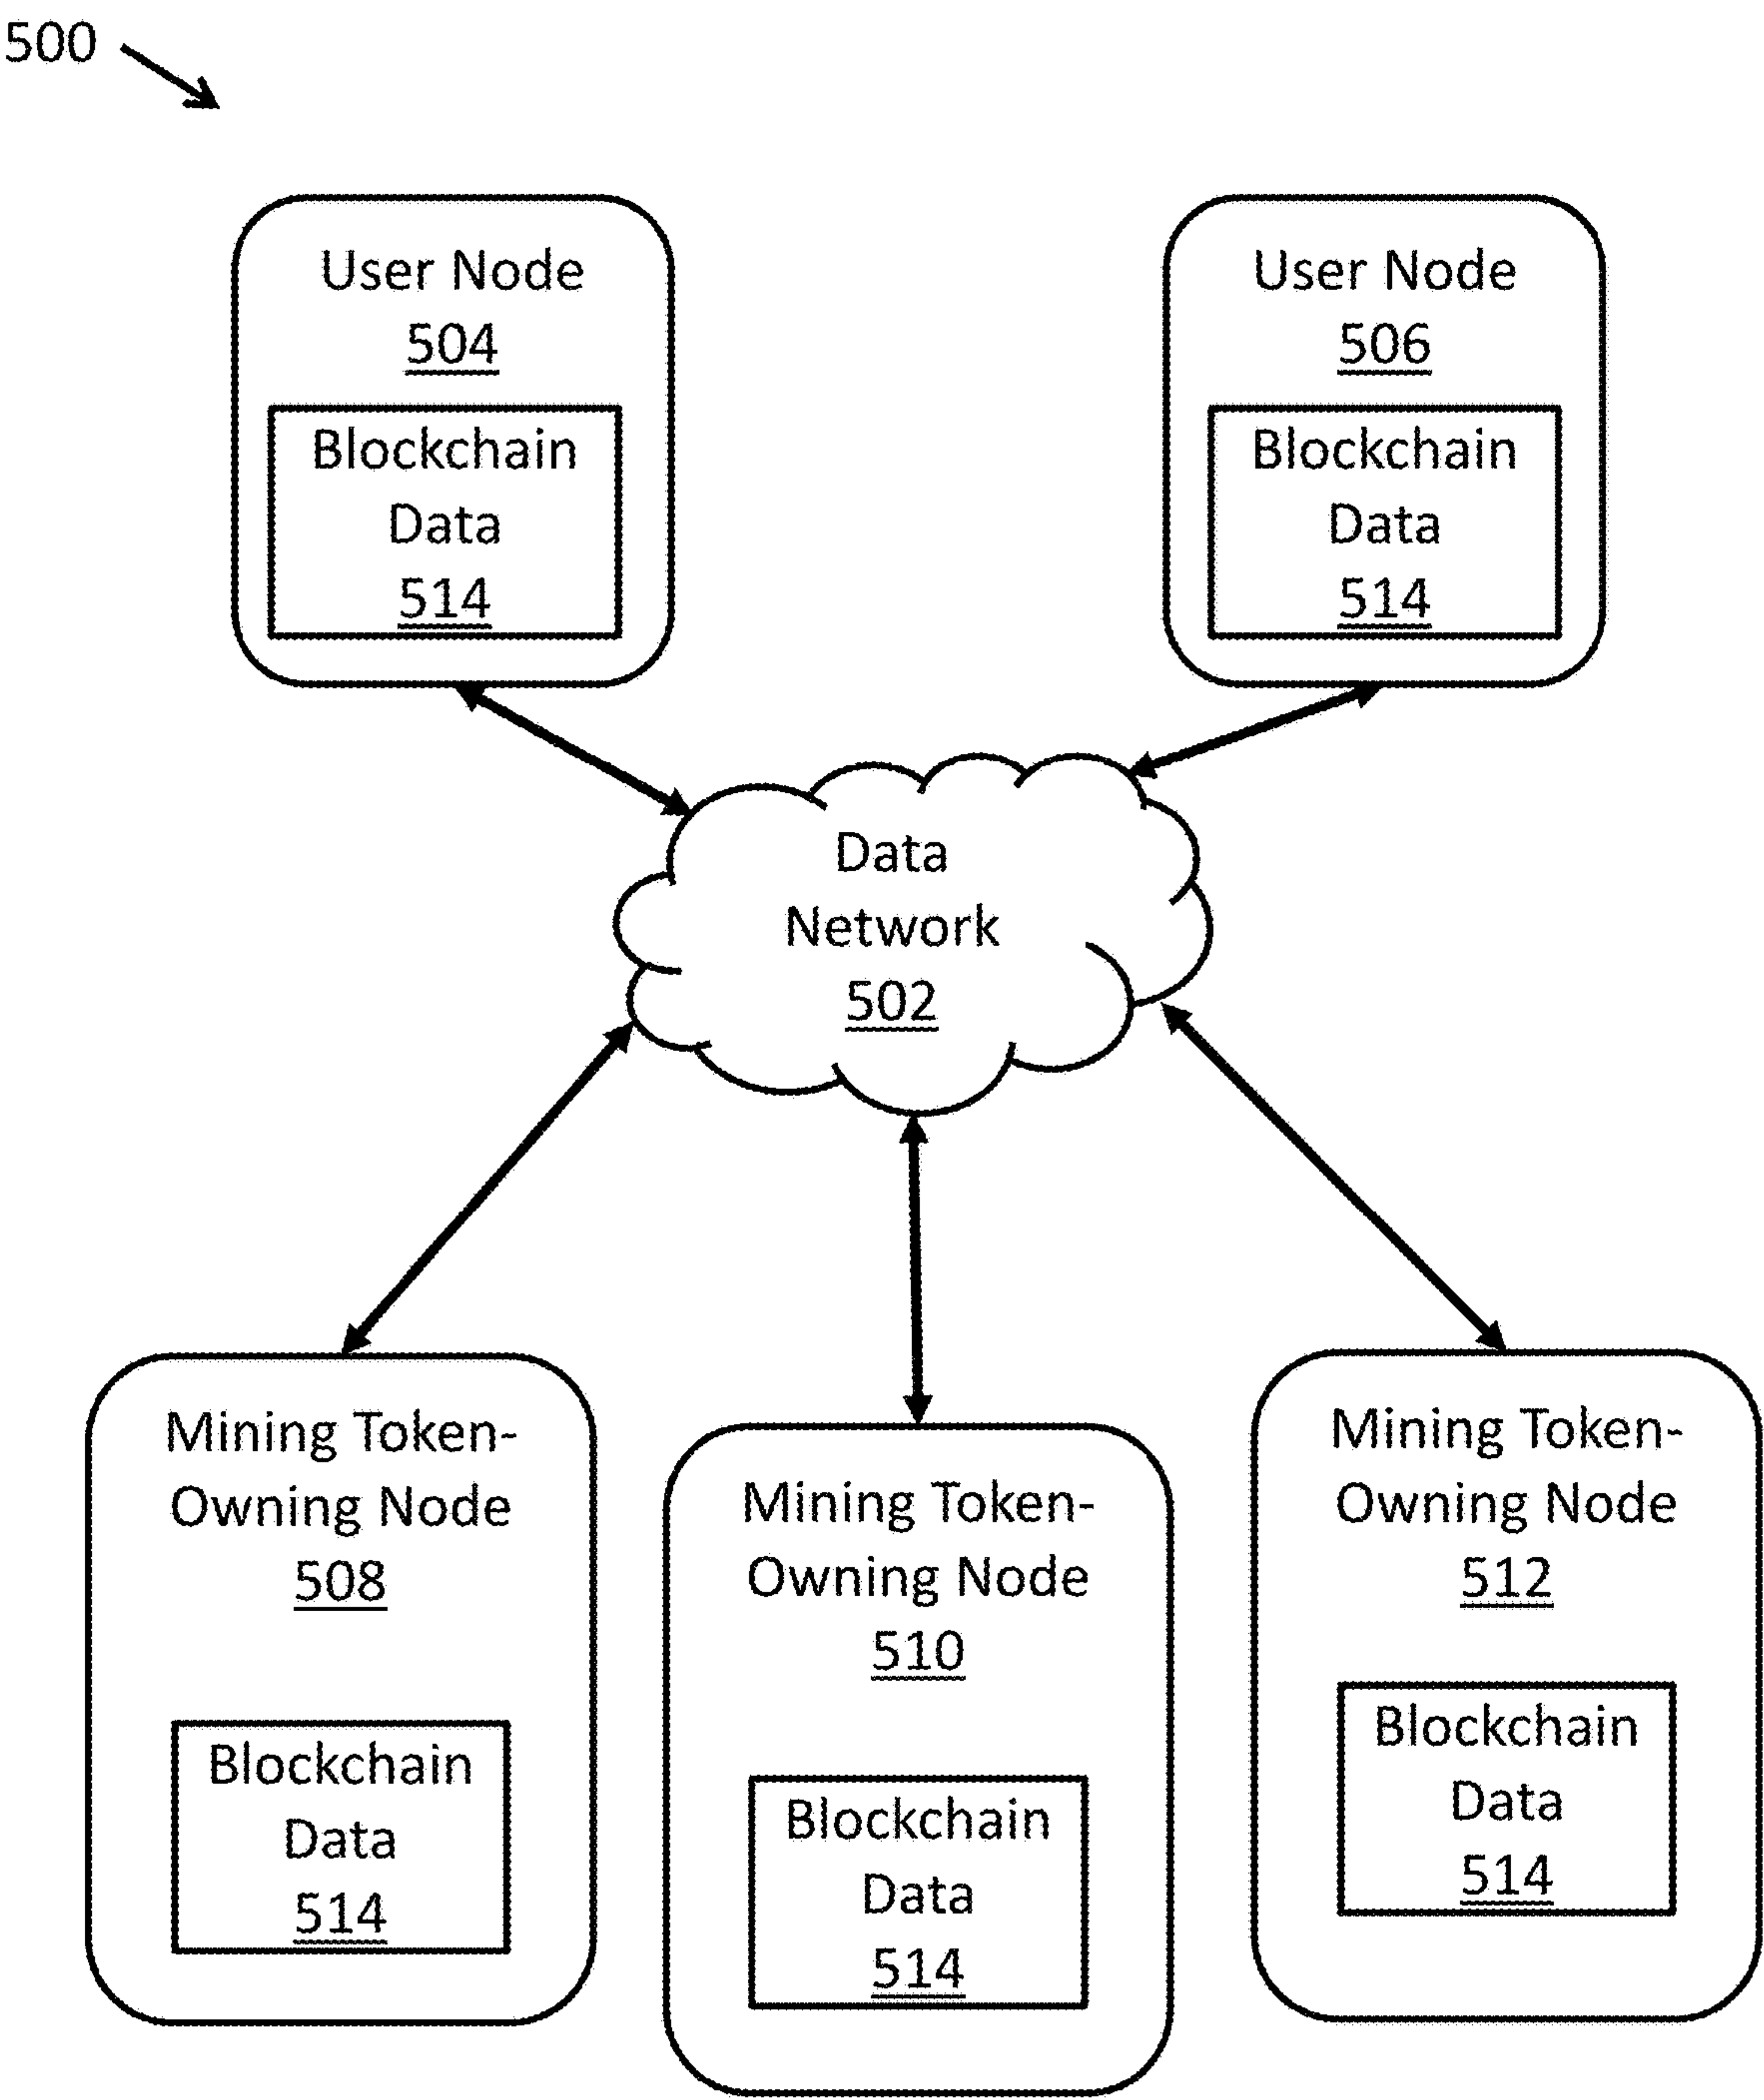 500
User Node
504
Blockchain
Data
514
User Node
506
Blockchain
Data
514
Data
Network
502
Mining Token-
Owning Node
508
Blockchain
Data
514
Mining Token-
Owning Node
510
Blockchain
Data
514
Mining Token-
Owning Node
512
Blockchain
Data
514